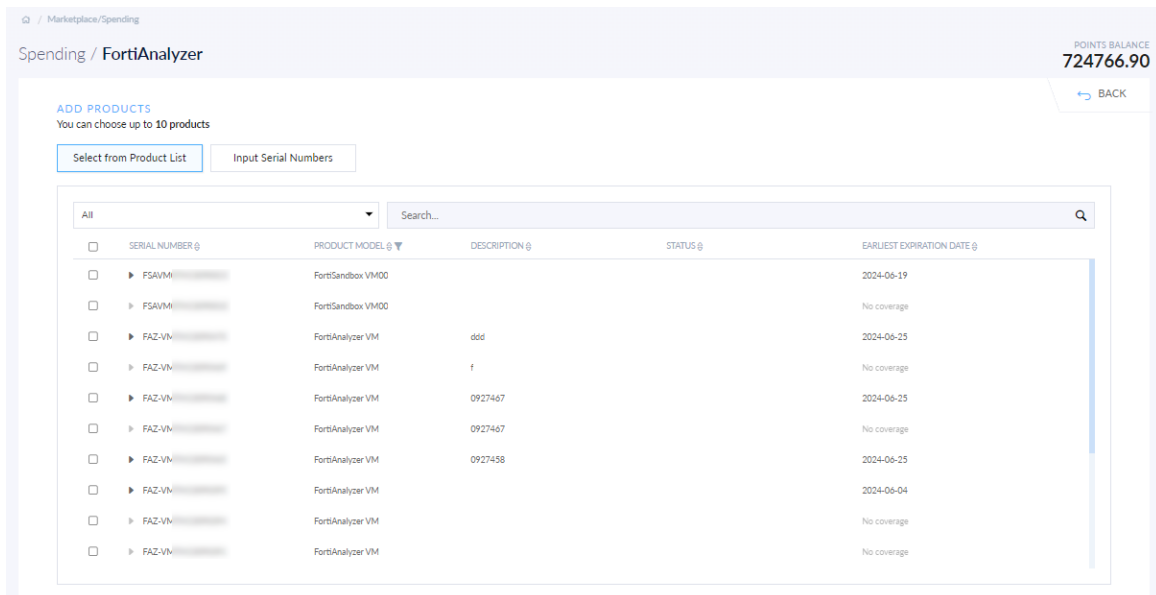 / Marketplace/Spending
Spending / FortiAnalyzer
POINTS BALANCE
724766.90
BACK
ADD PRODUCTS
You can choose up to 10 products
Select from Product List Input Serial Numbers
All Search...
SERIAL NUMBER PRODUCT MODEL DESCRIPTION STATUS EARLIEST EXPIRATION DATE
FSAVM FortiSandbox VM00 2024-06-19
FSAVM FortiSandbox VM00 No coverage
FAZ-VM FortiAnalyzer VM ddd 2024-06-25
FAZ-VM FortiAnalyzer VM f No coverage
FAZ-VM FortiAnalyzer VM 0927467 2024-06-25
FAZ-VM FortiAnalyzer VM 0927467 No coverage
FAZ-VM FortiAnalyzer VM 0927458 2024-06-25
FAZ-VM FortiAnalyzer VM 2024-06-04
FAZ-VM FortiAnalyzer VM No coverage
FAZ-VM FortiAnalyzer VM No coverage